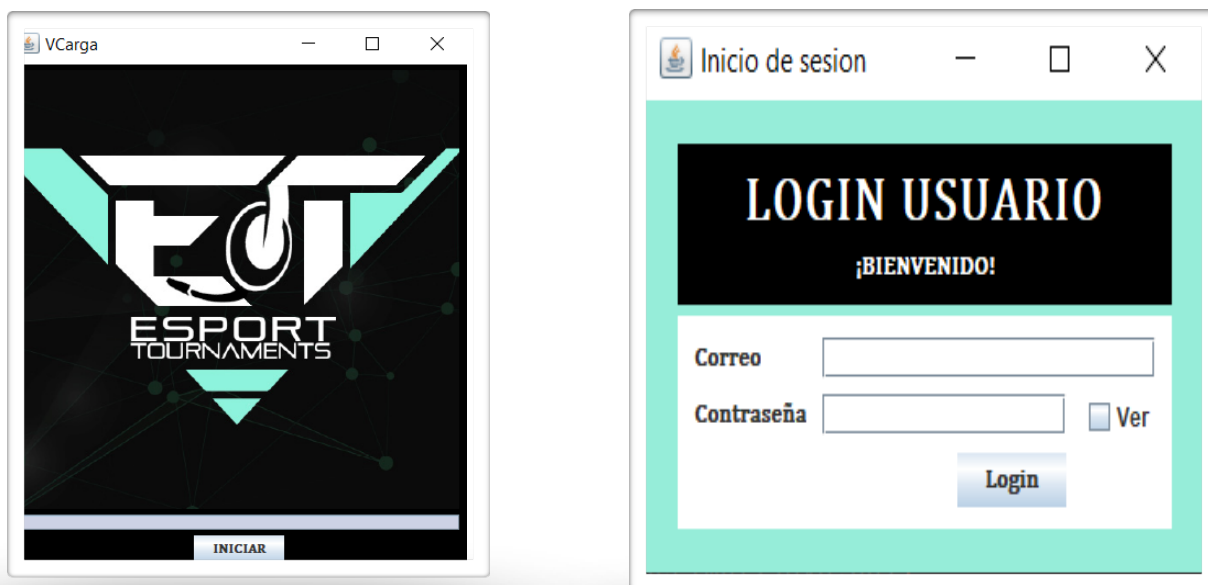 VCarga
ESPORT
TOURNAMENTS
INICIAR
Inicio de sesion
LOGIN USUARIO
¡BIENVENIDO!
Correo
Contraseña
Ver
Login